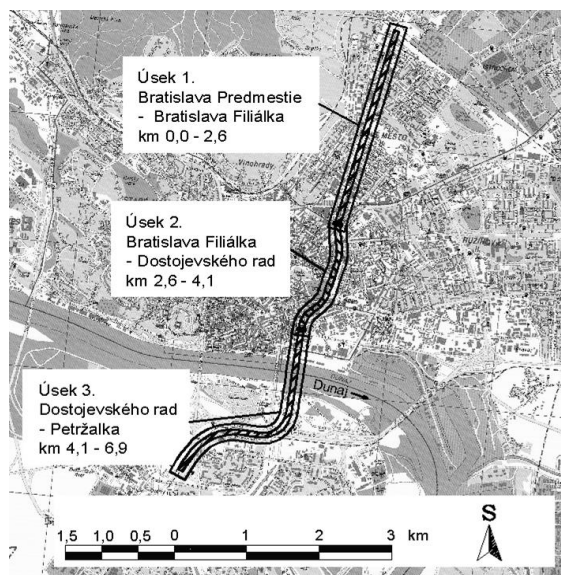 Úsek 1.
Bratislava Predmestie
- Bratislava Filiálka
km 0,0 - 2,6
MESTO
Vinohrady
Úsek 2.
Bratislava Filiálka
- Dostojevského rad
km 2,6 - 4,1
RUŽINOV
Dunaj
Úsek 3.
Dostojevského rad
- Petržalka
km 4,1 - 6,9
S
1,5 1,0 0,5 0 1 2 3 km